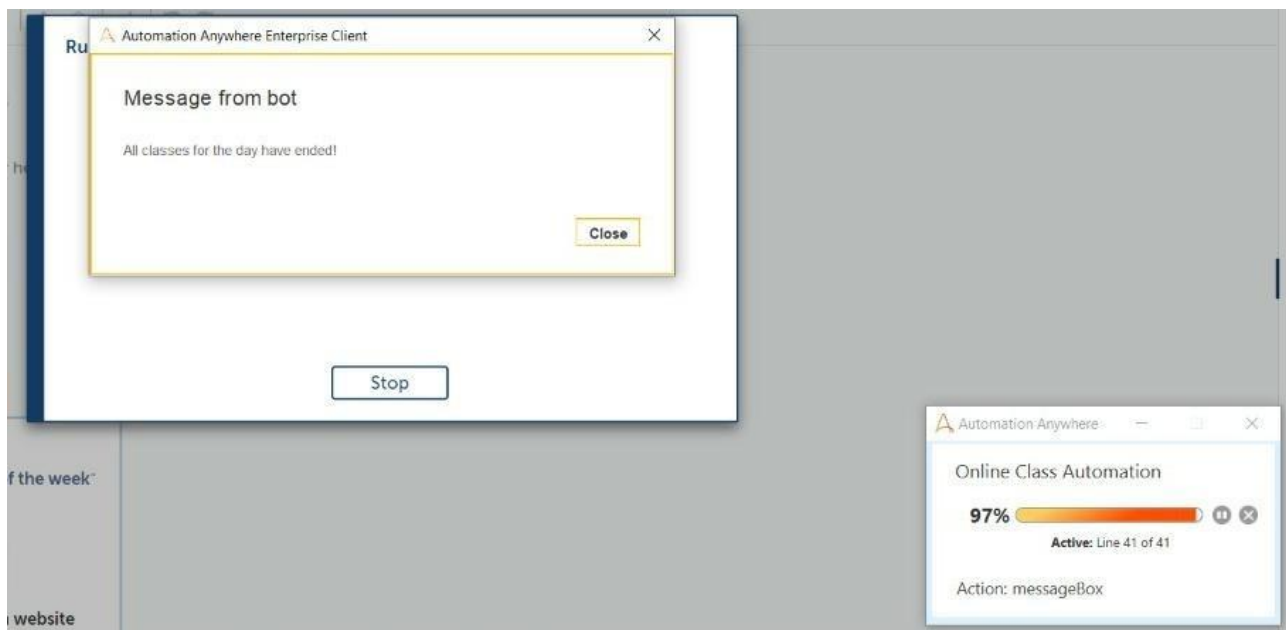 Ru
Automation Anywhere Enterprise Client
Message from bot
All classes for the day have ended!
Close
Stop
f the week
website
Automation Anywhere
Online Class Automation
97%
Active: Line 41 of 41
Action: messageBox